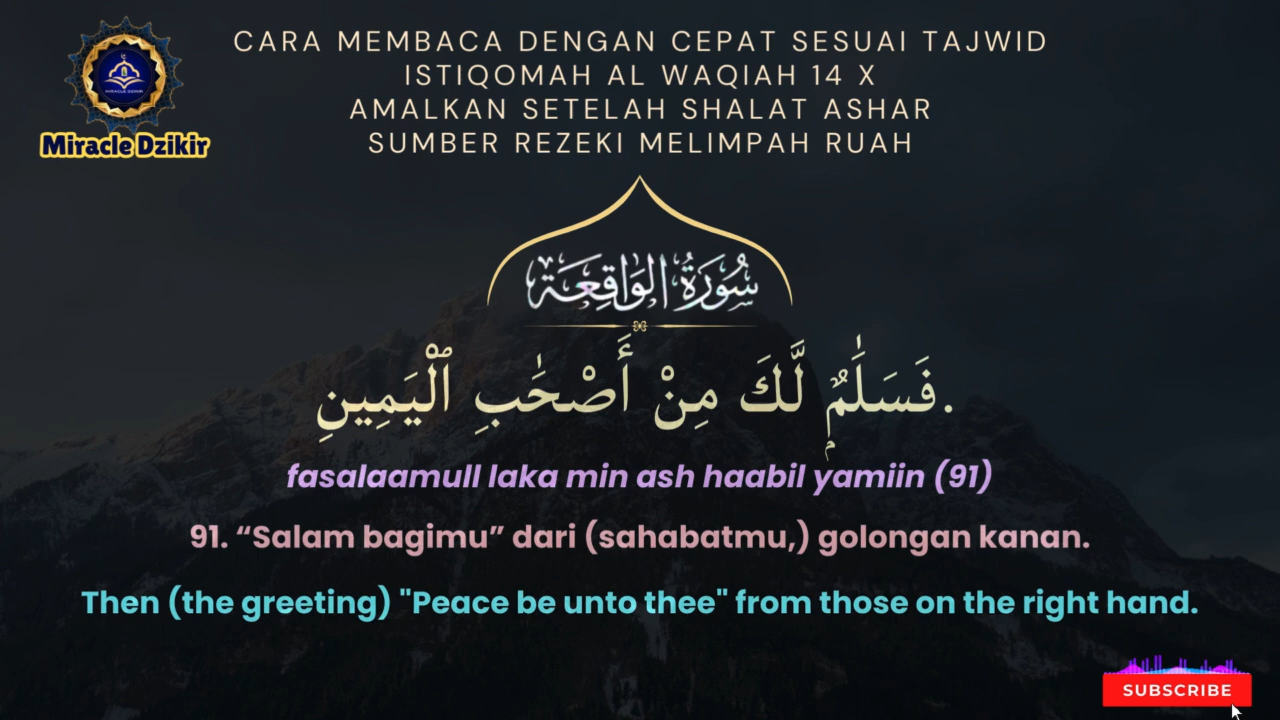 CARA MEMBACA DENGAN CEPAT SESUAI TAJWID
ISTIQOMAH AL WAQIAH 14 X
AMALKAN SETELAH SHALAT ASHAR
SUMBER REZEKI MELIMPAH RUAH
MIRACLE DZIKIR
Miracle Dzikir
سُورَةُ الوَاقِعَة
فَسَلَٰمٌۭ لَّكَ مِنْ أَصْحَٰبِ ٱلْيَمِينِ.
fasalaamull laka min ash haabil yamiin (91)
91. “Salam bagimu” dari (sahabatmu,) golongan kanan.
Then (the greeting) "Peace be unto thee" from those on the right hand.
SUBSCRIBE